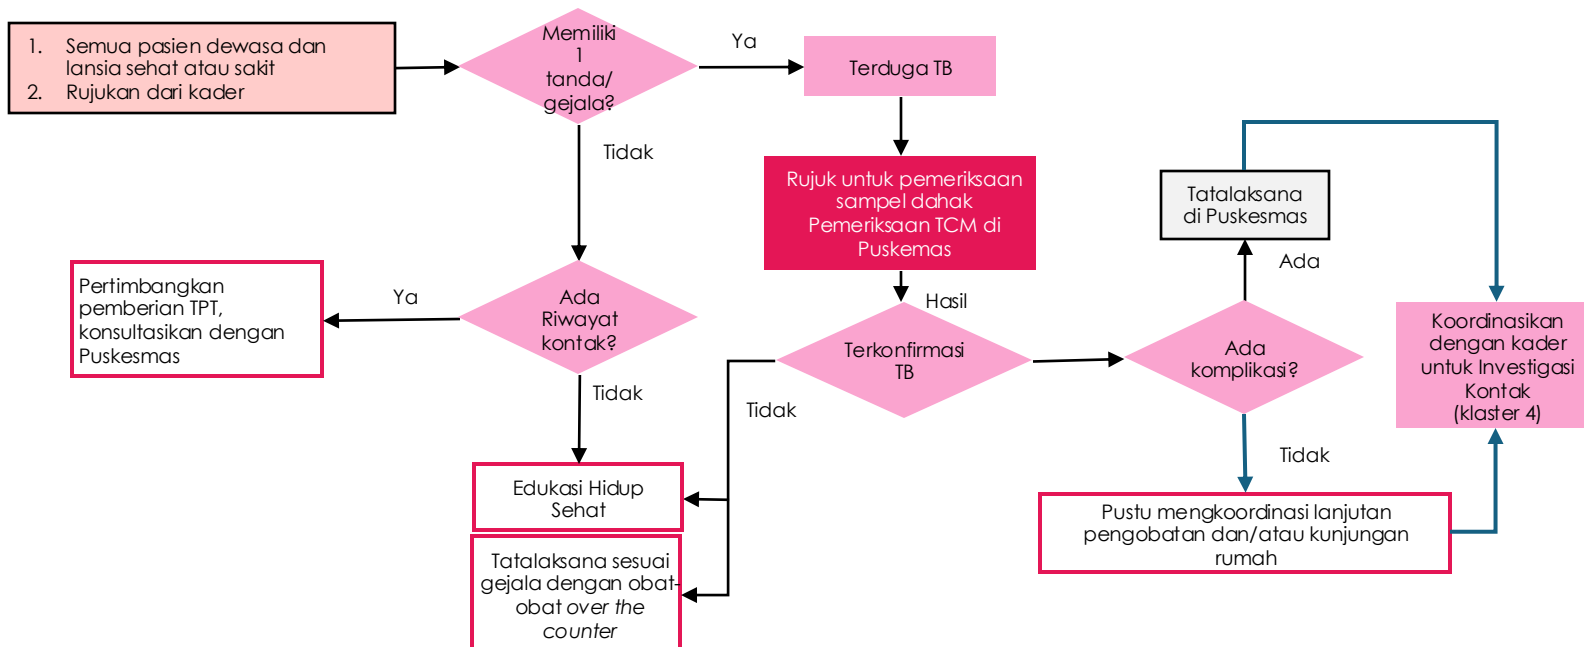 1. Semua pasien dewasa dan
lansia sehat atau sakit
2. Rujukan dari kader
Memiliki
1
tanda/
gejala?
Ya
Terduga TB
Tidak
Rujuk untuk pemeriksaan
sampel dahak
Pemeriksaan TCM di
Puskemas
Tatalaksana
di Puskesmas
Ada
Pertimbangkan
pemberian TPT,
konsultasikan dengan
Puskesmas
Ya
Ada
Riwayat
kontak?
Hasil
Terkonfirmasi
TB
Ada
komplikasi?
Koordinasikan
dengan kader
untuk Investigasi
Kontak
(klaster 4)
Tidak
Tidak
Tidak
Edukasi Hidup
Sehat
Pustu mengkoordinasi lanjutan
pengobatan dan/atau kunjungan
rumah
Tatalaksana sesuai
gejala dengan obat-
obat over the
counter